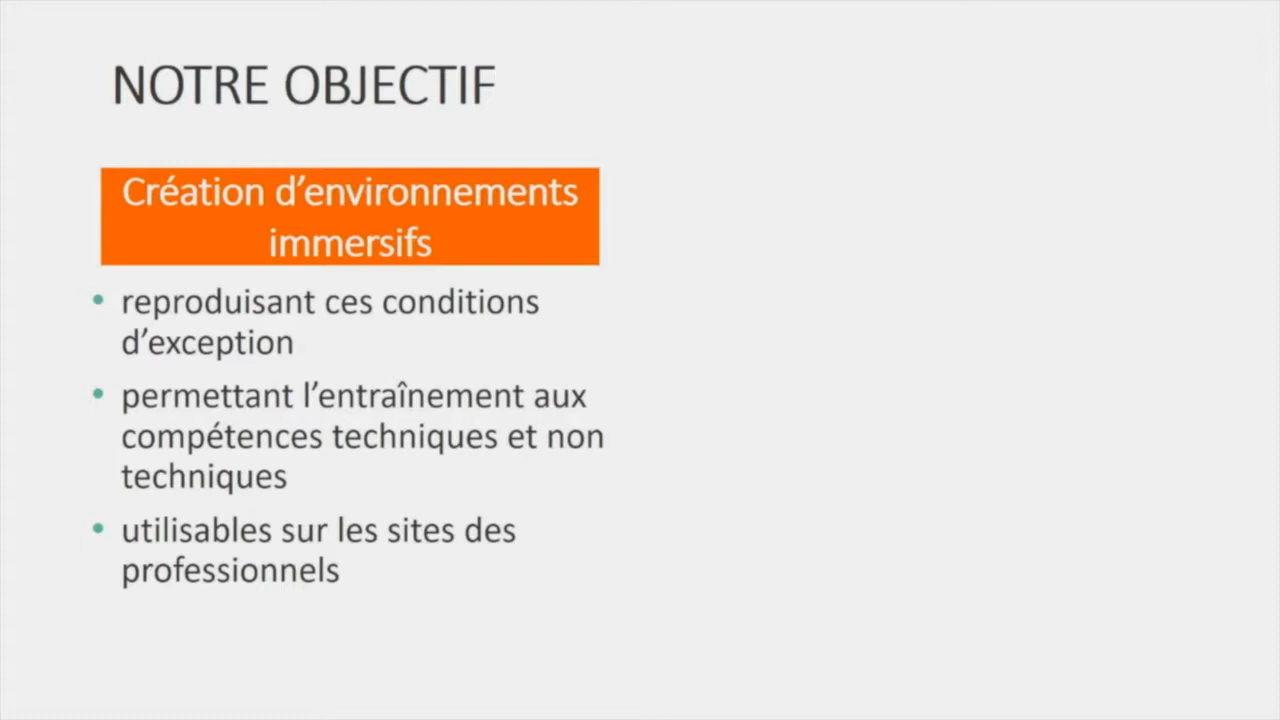 NOTRE OBJECTIF
Création d’environnements
immersifs
• reproduisant ces conditions
d’exception
• permettant l’entraînement aux
compétences techniques et non
techniques
• utilisables sur les sites des
professionnels